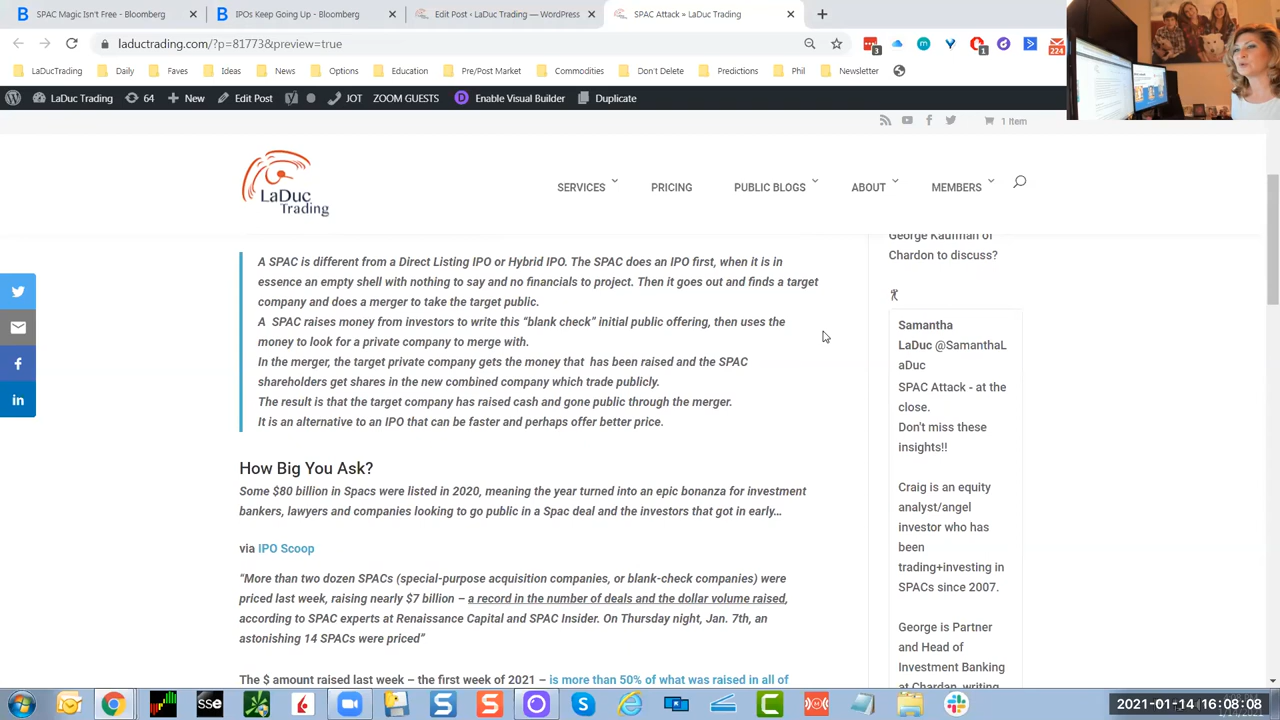 SPAC Magic Isn't Free - Bloomberg
IPOs Keep Going Up - Bloomberg
Edit Post ‹ LaDuc Trading — WordPress
SPAC Attack » LaDuc Trading
laductrading.com/?p=81773&preview=true
3
1
224
LaDucTrading
Daily
Faves
Ideas
News
Options
Education
Post Market
Commodities
Don't Delete
Predictions
Phil
Newsletter
LaDuc Trading
64
New
Edit Post
JOT
Enable Visual Builder
Duplicate
1 Item
LaDuc
Trading
SERVICES
PRICING
PUBLIC BLOGS
ABOUT
MEMBERS
A SPAC is different from a Direct Listing IPO or Hybrid IPO. The SPAC does an IPO first, when it is in
essence an empty shell with nothing to say and no financials to project. Then it goes out and finds a target
company and does a merger to take the target public.
A SPAC raises money from investors to write this “blank check” initial public offering, then uses the
money to look for a private company to merge with.
In the merger, the target private company gets the money that has been raised and the SPAC
shareholders get shares in the new combined company which trade publicly.
The result is that the target company has raised cash and gone public through the merger.
It is an alternative to an IPO that can be faster and perhaps offer better price.
How Big You Ask?
Some $80 billion in Spacs were listed in 2020, meaning the year turned into an epic bonanza for investment
bankers, lawyers and companies looking to go public in a Spac deal and the investors that got in early…
via IPO Scoop
“More than two dozen SPACs (special-purpose acquisition companies, or blank-check companies) were
priced last week, raising nearly $7 billion – a record in the number of deals and the dollar volume raised,
according to SPAC experts at Renaissance Capital and SPAC Insider. On Thursday night, Jan. 7th, an
astonishing 14 SPACs were priced”
The $ amount raised last week – the first week of 2021 – is more than 50% of what was raised in all of
George Kaufman of
Chardon to discuss?
Samantha
LaDuc @SamanthaL
aDuc
SPAC Attack - at the
close.
Don't miss these
insights!!
Craig is an equity
analyst/angel
investor who has
been
trading+investing in
SPACs since 2007.
George is Partner
and Head of
Investment Banking
at Chardan, writing
sse
2021-01-14 16:08:08